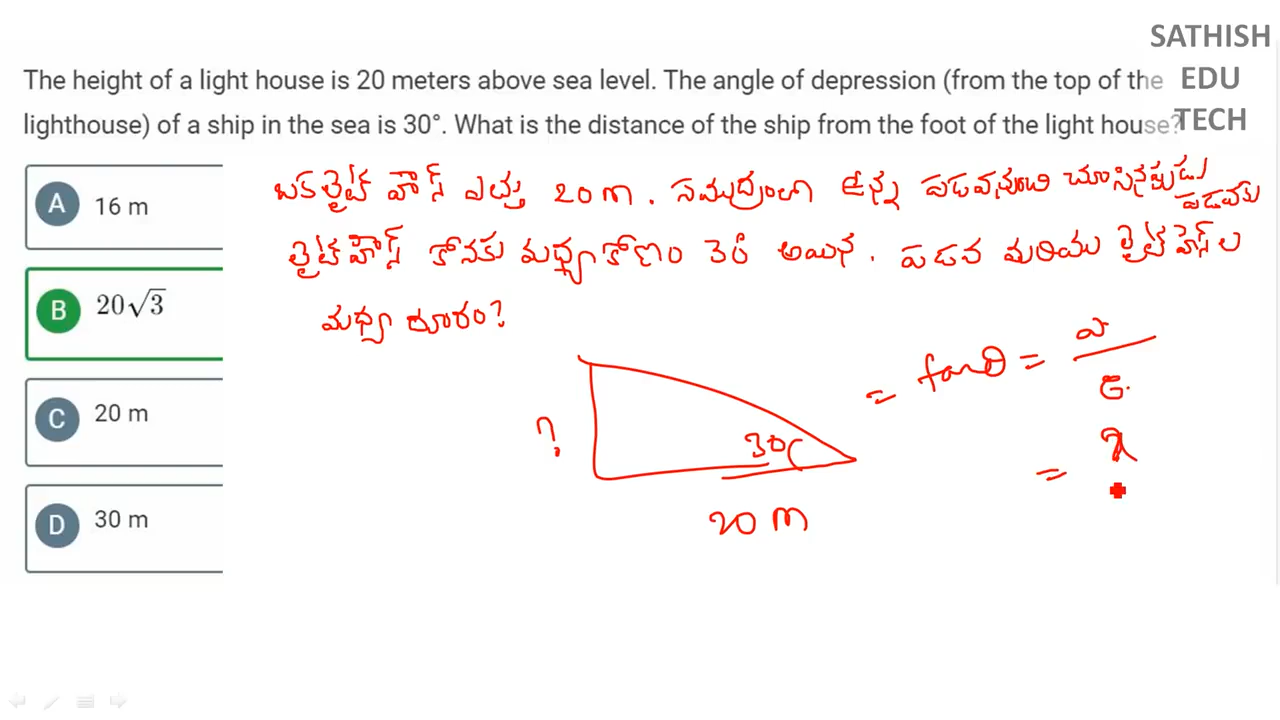 SATHISH
EDU
TECH
The height of a light house is 20 meters above sea level. The angle of depression (from the top of the
lighthouse) of a ship in the sea is 30°. What is the distance of the ship from the foot of the light house?
A 16 m
B 20√3
C 20 m
D 30 m
ఒక లైట్ హౌస్ ఎత్తు 20 m . సముద్రంలో ఉన్న పడవనుంచి చూసినప్పుడు
పడవకు
లైట్ హౌస్ కోనకు మధ్య కోణం 30 అయిన . పడవ మరియు లైట్ హౌస్ ల
మధ్య దూరం?
?
30
20 m
= tanθ =
=
x